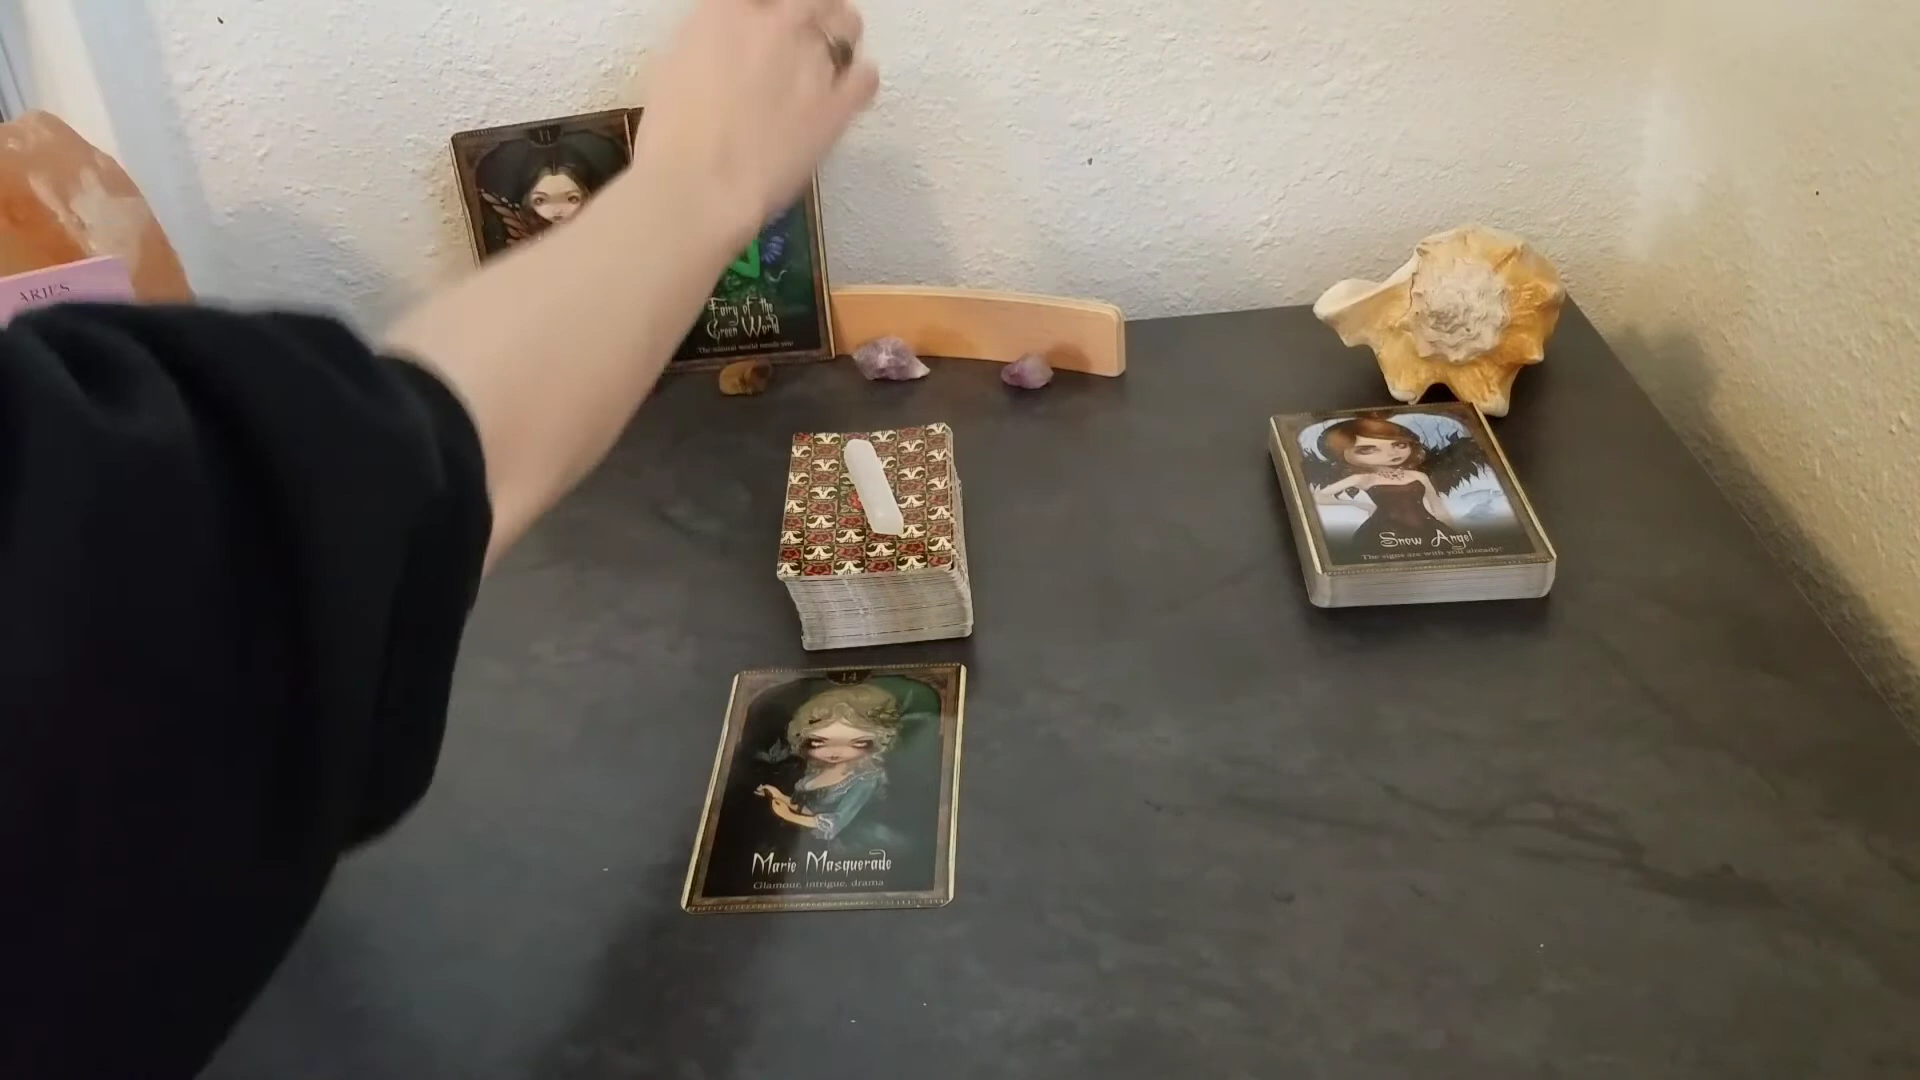 11
ARIES
Fairy of the
Green World
The natural world needs you
Snow Angel
The signs are with you already!
14
Marie Masquerade
Glamour, intrigue, drama